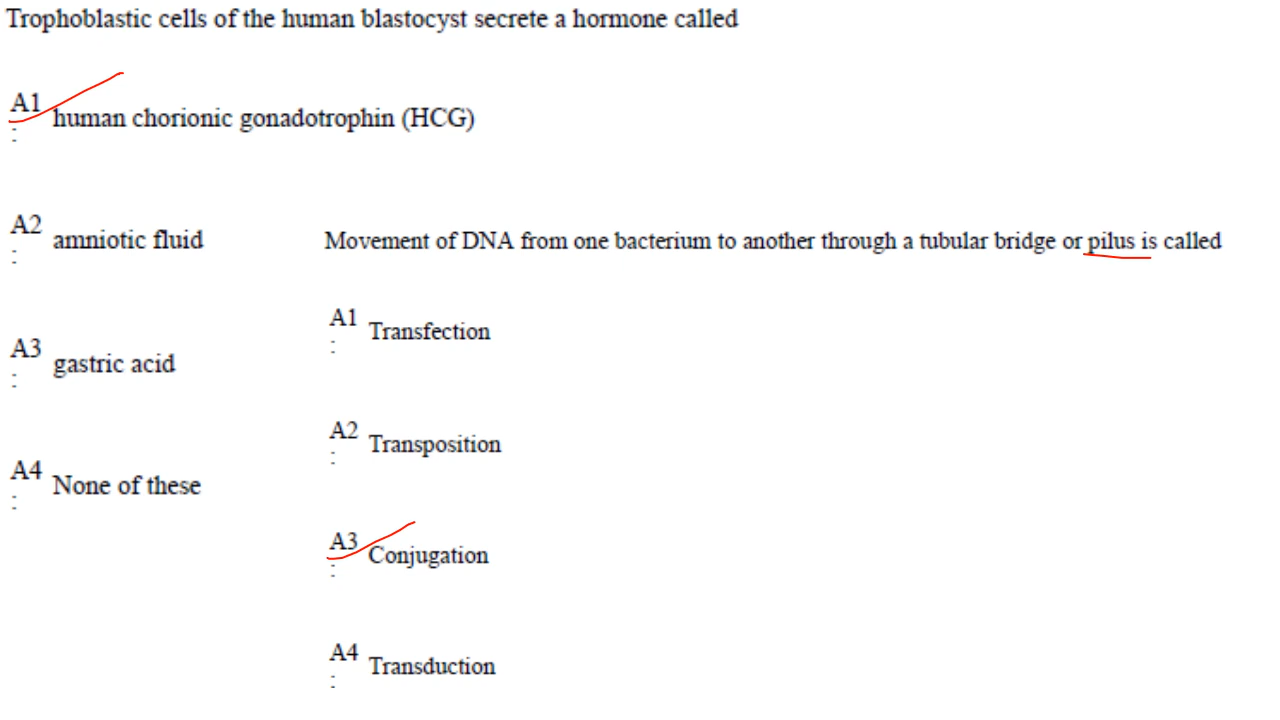 Trophoblastic cells of the human blastocyst secrete a hormone called
A1
:
human chorionic gonadotrophin (HCG)
A2
:
amniotic fluid
A3
:
gastric acid
A4
:
None of these
Movement of DNA from one bacterium to another through a tubular bridge or pilus is called
A1
:
Transfection
A2
:
Transposition
A3
:
Conjugation
A4
:
Transduction